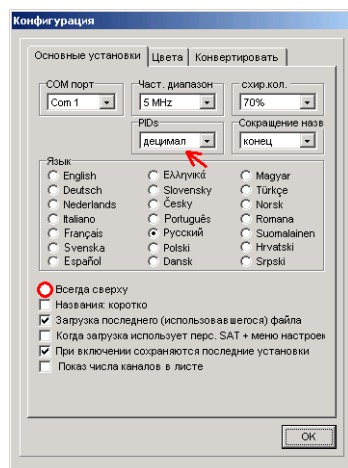 Конфигурация
Основные установки Цвета Конвертировать
COM порт Част. диапазон схир.кол.
Com 1 5 MHz 70%
PIDs Сокращение назв
децимал конец
Язык
English Ελληνικά Magyar
Deutsch Slovensky Türkçe
Nederlands Česky Norsk
Italiano Português Romana
Français Русский Suomalainen
Svenska Polski Hrvatski
Español Dansk Srpski
Всегда сверху
Названия: коротко
Загрузка последнего (использовавшегося) файла
Когда загрузка использует перс. SAT + меню настроек
При включении сохраняются последние установки
Показ числа каналов в листе
OK